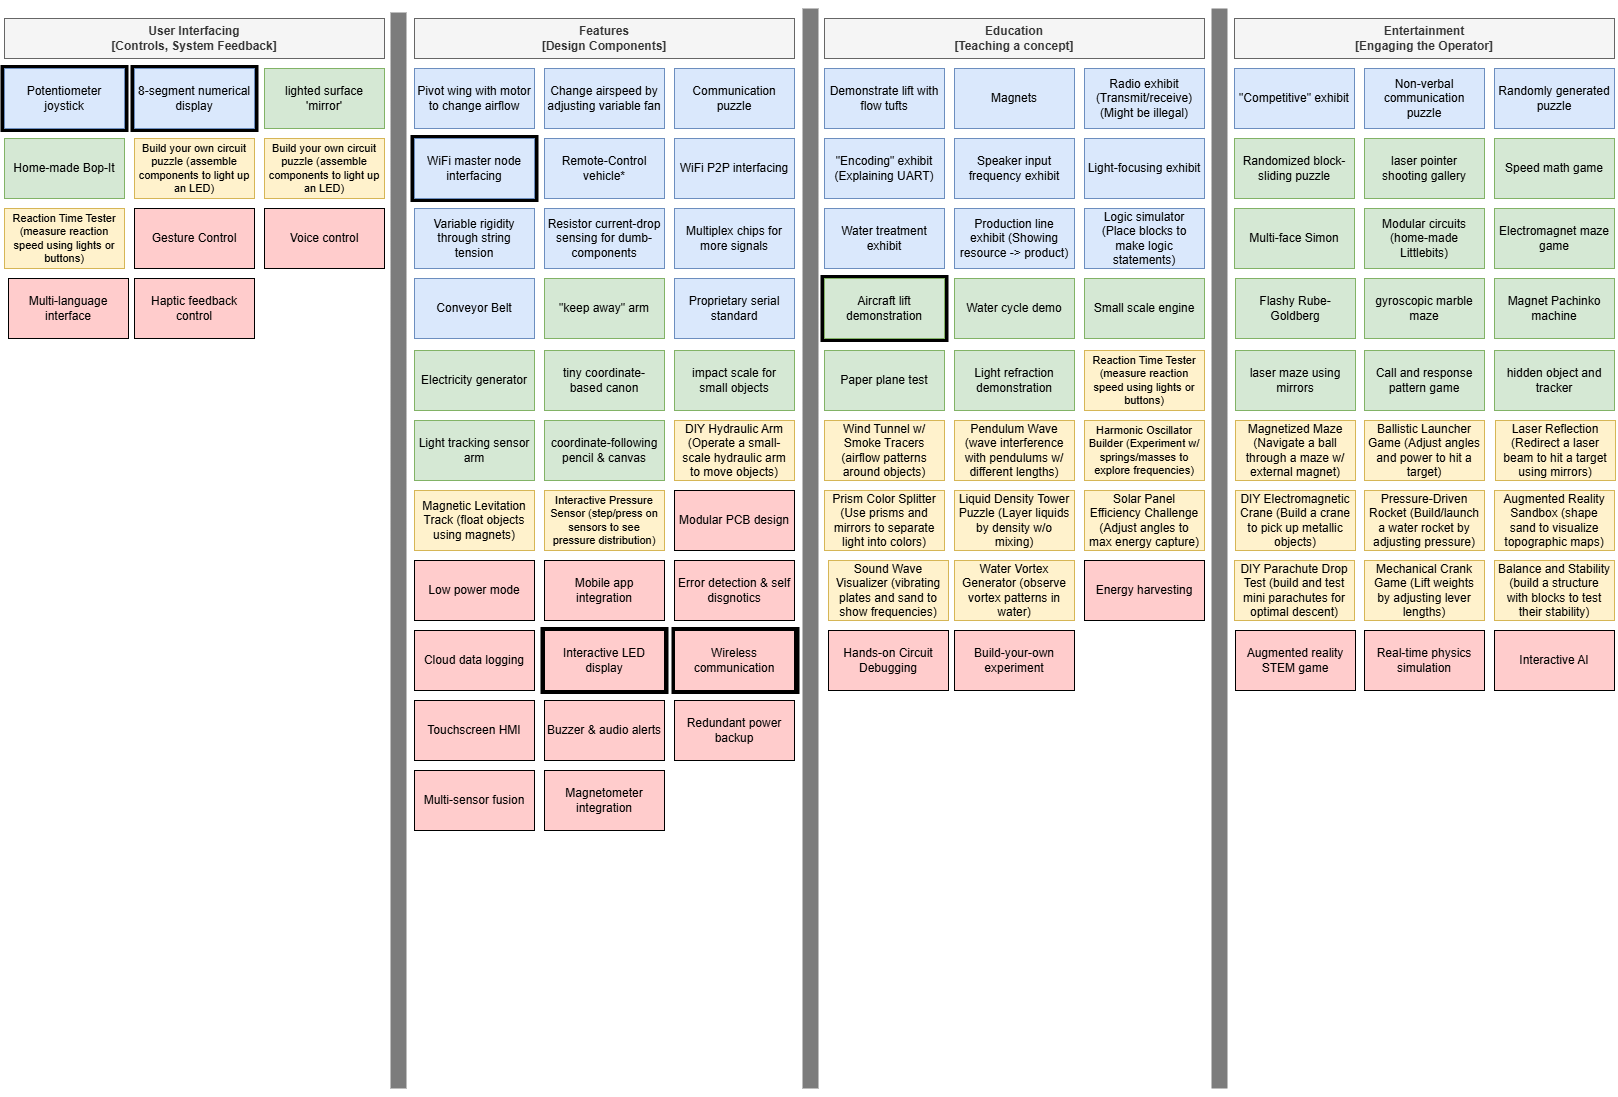 User Interfacing
[Controls, System Feedback]
Potentiometer
joystick
8-segment numerical
display
lighted surface
'mirror'
Home-made Bop-It
Build your own circuit
puzzle (assemble
components to light up
an LED)
Build your own circuit
puzzle (assemble
components to light up
an LED)
Reaction Time Tester
(measure reaction
speed using lights or
buttons)
Gesture Control
Voice control
Multi-language
interface
Haptic feedback
control
Features
[Design Components]
Pivot wing with motor
to change airflow
Change airspeed by
adjusting variable fan
Communication
puzzle
WiFi master node
interfacing
Remote-Control
vehicle*
WiFi P2P interfacing
Variable rigidity
through string
tension
Resistor current-drop
sensing for dumb-
components
Multiplex chips for
more signals
Conveyor Belt
"keep away" arm
Proprietary serial
standard
Electricity generator
tiny coordinate-
based canon
impact scale for
small objects
Light tracking sensor
arm
coordinate-following
pencil & canvas
DIY Hydraulic Arm
(Operate a small-
scale hydraulic arm
to move objects)
Magnetic Levitation
Track (float objects
using magnets)
Interactive Pressure
Sensor (step/press on
sensors to see
pressure distribution)
Modular PCB design
Low power mode
Mobile app
integration
Error detection & self
disgnotics
Cloud data logging
Interactive LED
display
Wireless
communication
Touchscreen HMI
Buzzer & audio alerts
Redundant power
backup
Multi-sensor fusion
Magnetometer
integration
Education
[Teaching a concept]
Demonstrate lift with
flow tufts
Magnets
Radio exhibit
(Transmit/receive)
(Might be illegal)
"Encoding" exhibit
(Explaining UART)
Speaker input
frequency exhibit
Light-focusing exhibit
Water treatment
exhibit
Production line
exhibit (Showing
resource -> product)
Logic simulator
(Place blocks to
make logic
statements)
Aircraft lift
demonstration
Water cycle demo
Small scale engine
Paper plane test
Light refraction
demonstration
Reaction Time Tester
(measure reaction
speed using lights or
buttons)
Wind Tunnel w/
Smoke Tracers
(airflow patterns
around objects)
Pendulum Wave
(wave interference
with pendulums w/
different lengths)
Harmonic Oscillator
Builder (Experiment w/
springs/masses to
explore frequencies)
Prism Color Splitter
(Use prisms and
mirrors to separate
light into colors)
Liquid Density Tower
Puzzle (Layer liquids
by density w/o
mixing)
Solar Panel
Efficiency Challenge
(Adjust angles to
max energy capture)
Sound Wave
Visualizer (vibrating
plates and sand to
show frequencies)
Water Vortex
Generator (observe
vortex patterns in
water)
Energy harvesting
Hands-on Circuit
Debugging
Build-your-own
experiment
Entertainment
[Engaging the Operator]
"Competitive" exhibit
Non-verbal
communication
puzzle
Randomly generated
puzzle
Randomized block-
sliding puzzle
laser pointer
shooting gallery
Speed math game
Multi-face Simon
Modular circuits
(home-made
Littlebits)
Electromagnet maze
game
Flashy Rube-
Goldberg
gyroscopic marble
maze
Magnet Pachinko
machine
laser maze using
mirrors
Call and response
pattern game
hidden object and
tracker
Magnetized Maze
(Navigate a ball
through a maze w/
external magnet)
Ballistic Launcher
Game (Adjust angles
and power to hit a
target)
Laser Reflection
(Redirect a laser
beam to hit a target
using mirrors)
DIY Electromagnetic
Crane (Build a crane
to pick up metallic
objects)
Pressure-Driven
Rocket (Build/launch
a water rocket by
adjusting pressure)
Augmented Reality
Sandbox (shape
sand to visualize
topographic maps)
DIY Parachute Drop
Test (build and test
mini parachutes for
optimal descent)
Mechanical Crank
Game (Lift weights
by adjusting lever
lengths)
Balance and Stability
(build a structure
with blocks to test
their stability)
Augmented reality
STEM game
Real-time physics
simulation
Interactive AI